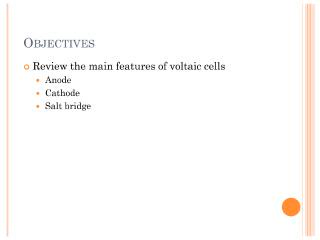 OBJECTIVES
Review the main features of voltaic cells
Anode
Cathode
Salt bridge